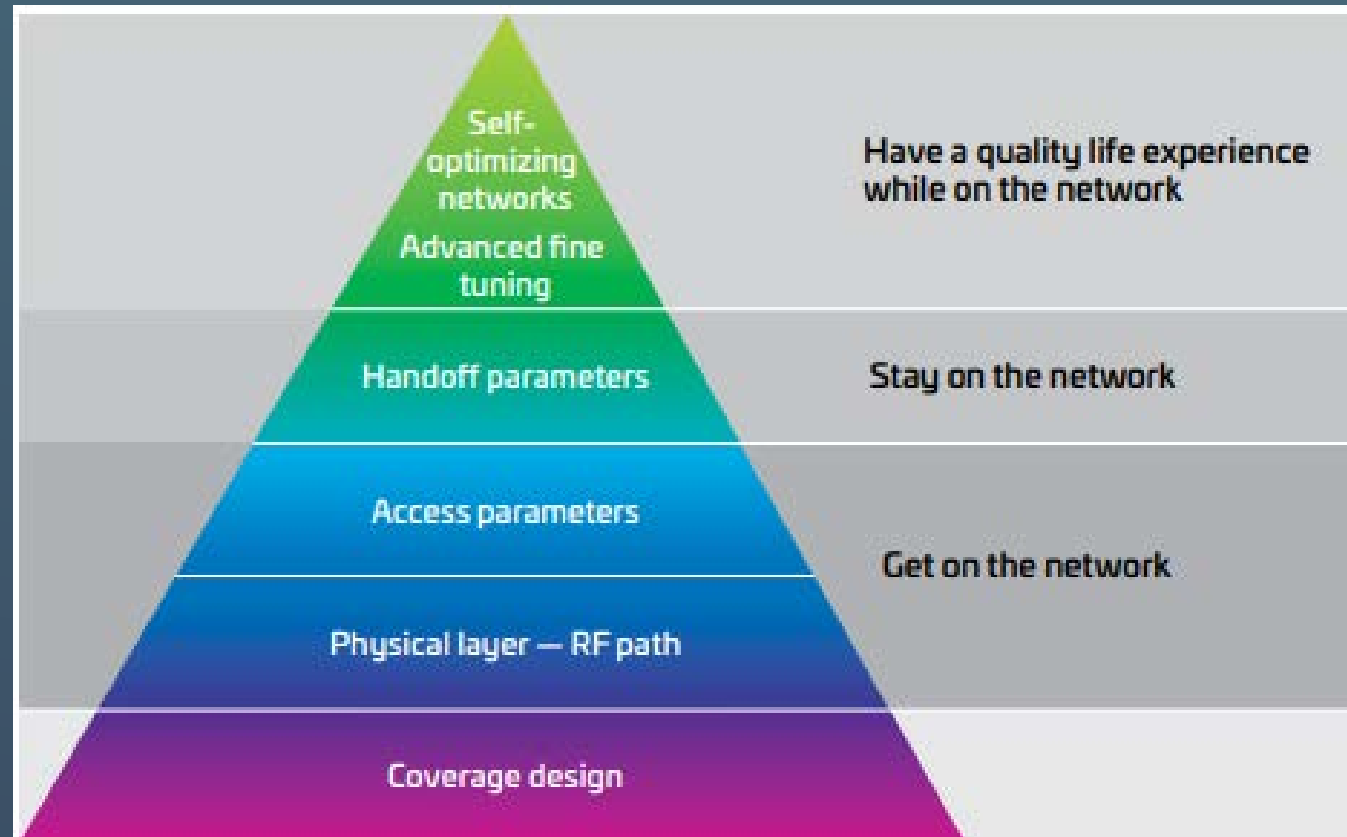 Self-
optimizing
networks
Advanced fine
tuning
Have a quality life experience
while on the network
Handoff parameters
Stay on the network
Access parameters
Get on the network
Physical layer — RF path
Coverage design